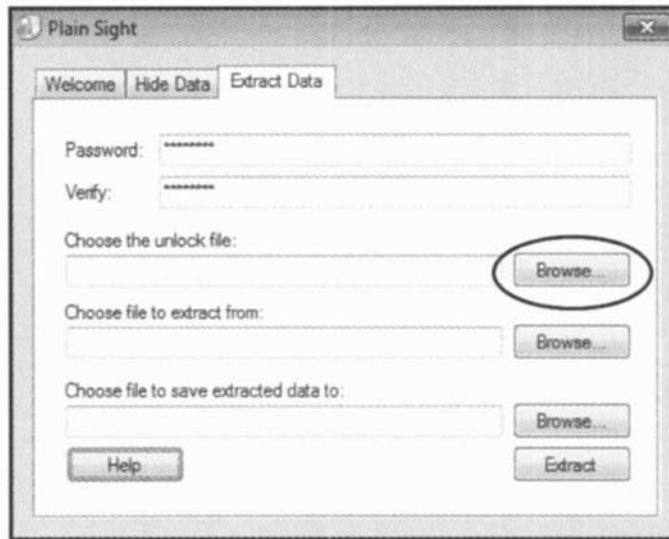 Plain Sight
Welcome Hide Data Extract Data
Password: ********
Verify: ********
Choose the unlock file:
Browse...
Choose file to extract from:
Browse...
Choose file to save extracted data to:
Browse...
Help Extract